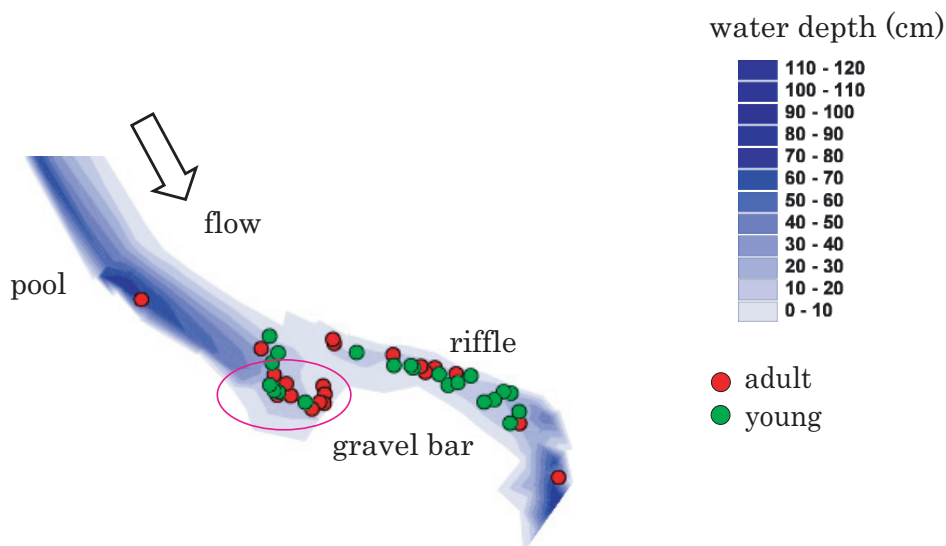 water depth (cm)
110 - 120
100 - 110
90 - 100
80 - 90
70 - 80
60 - 70
50 - 60
40 - 50
30 - 40
20 - 30
10 - 20
0 - 10
flow
pool
riffle
gravel bar
adult
young